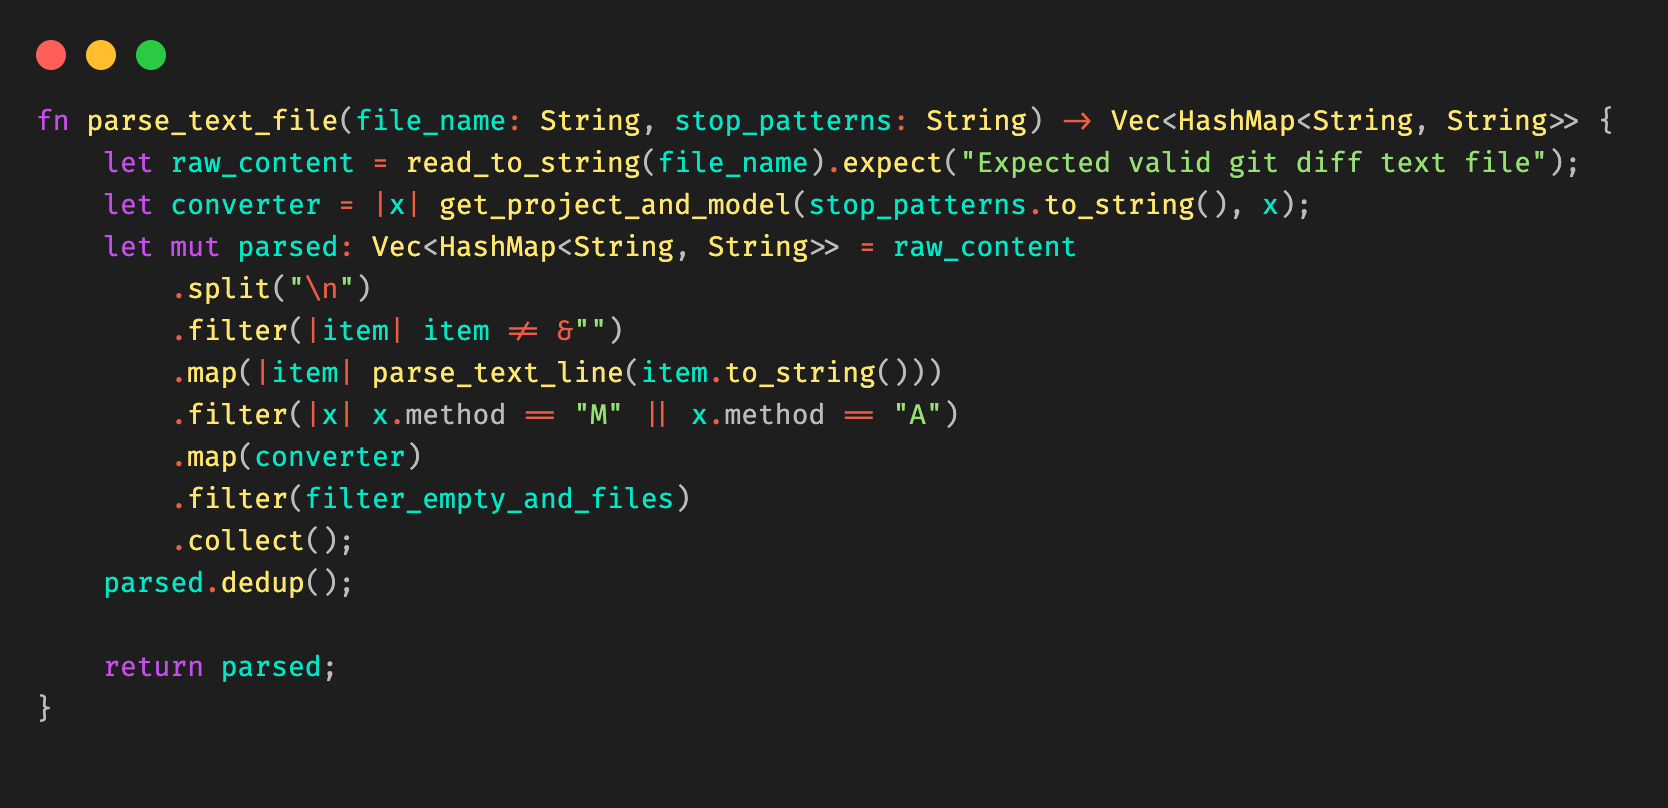 fn parse_text_file(file_name: String, stop_patterns: String) -> Vec<HashMap<String, String>> {
    let raw_content = read_to_string(file_name).expect("Expected valid git diff text file");
    let converter = |x| get_project_and_model(stop_patterns.to_string(), x);
    let mut parsed: Vec<HashMap<String, String>> = raw_content
        .split("\n")
        .filter(|item| item != &"")
        .map(|item| parse_text_line(item.to_string()))
        .filter(|x| x.method == "M" || x.method == "A")
        .map(converter)
        .filter(filter_empty_and_files)
        .collect();
    parsed.dedup();

    return parsed;
}